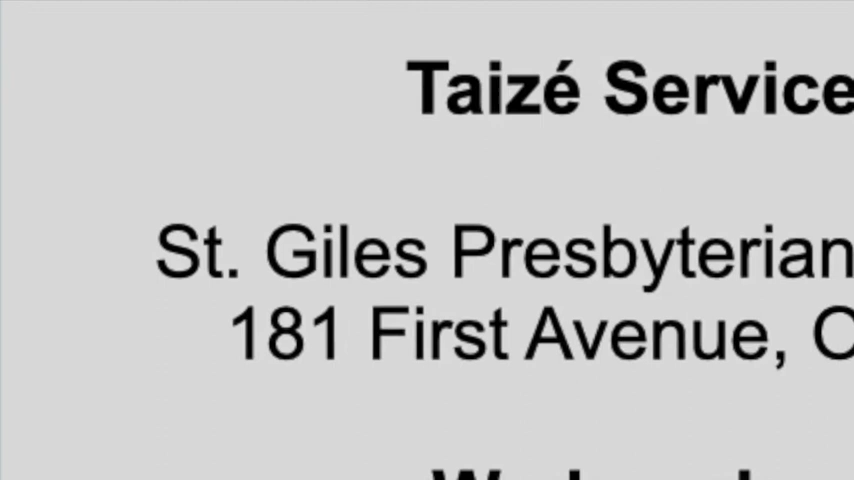 Taizé Service
St. Giles Presbyterian
181 First Avenue,